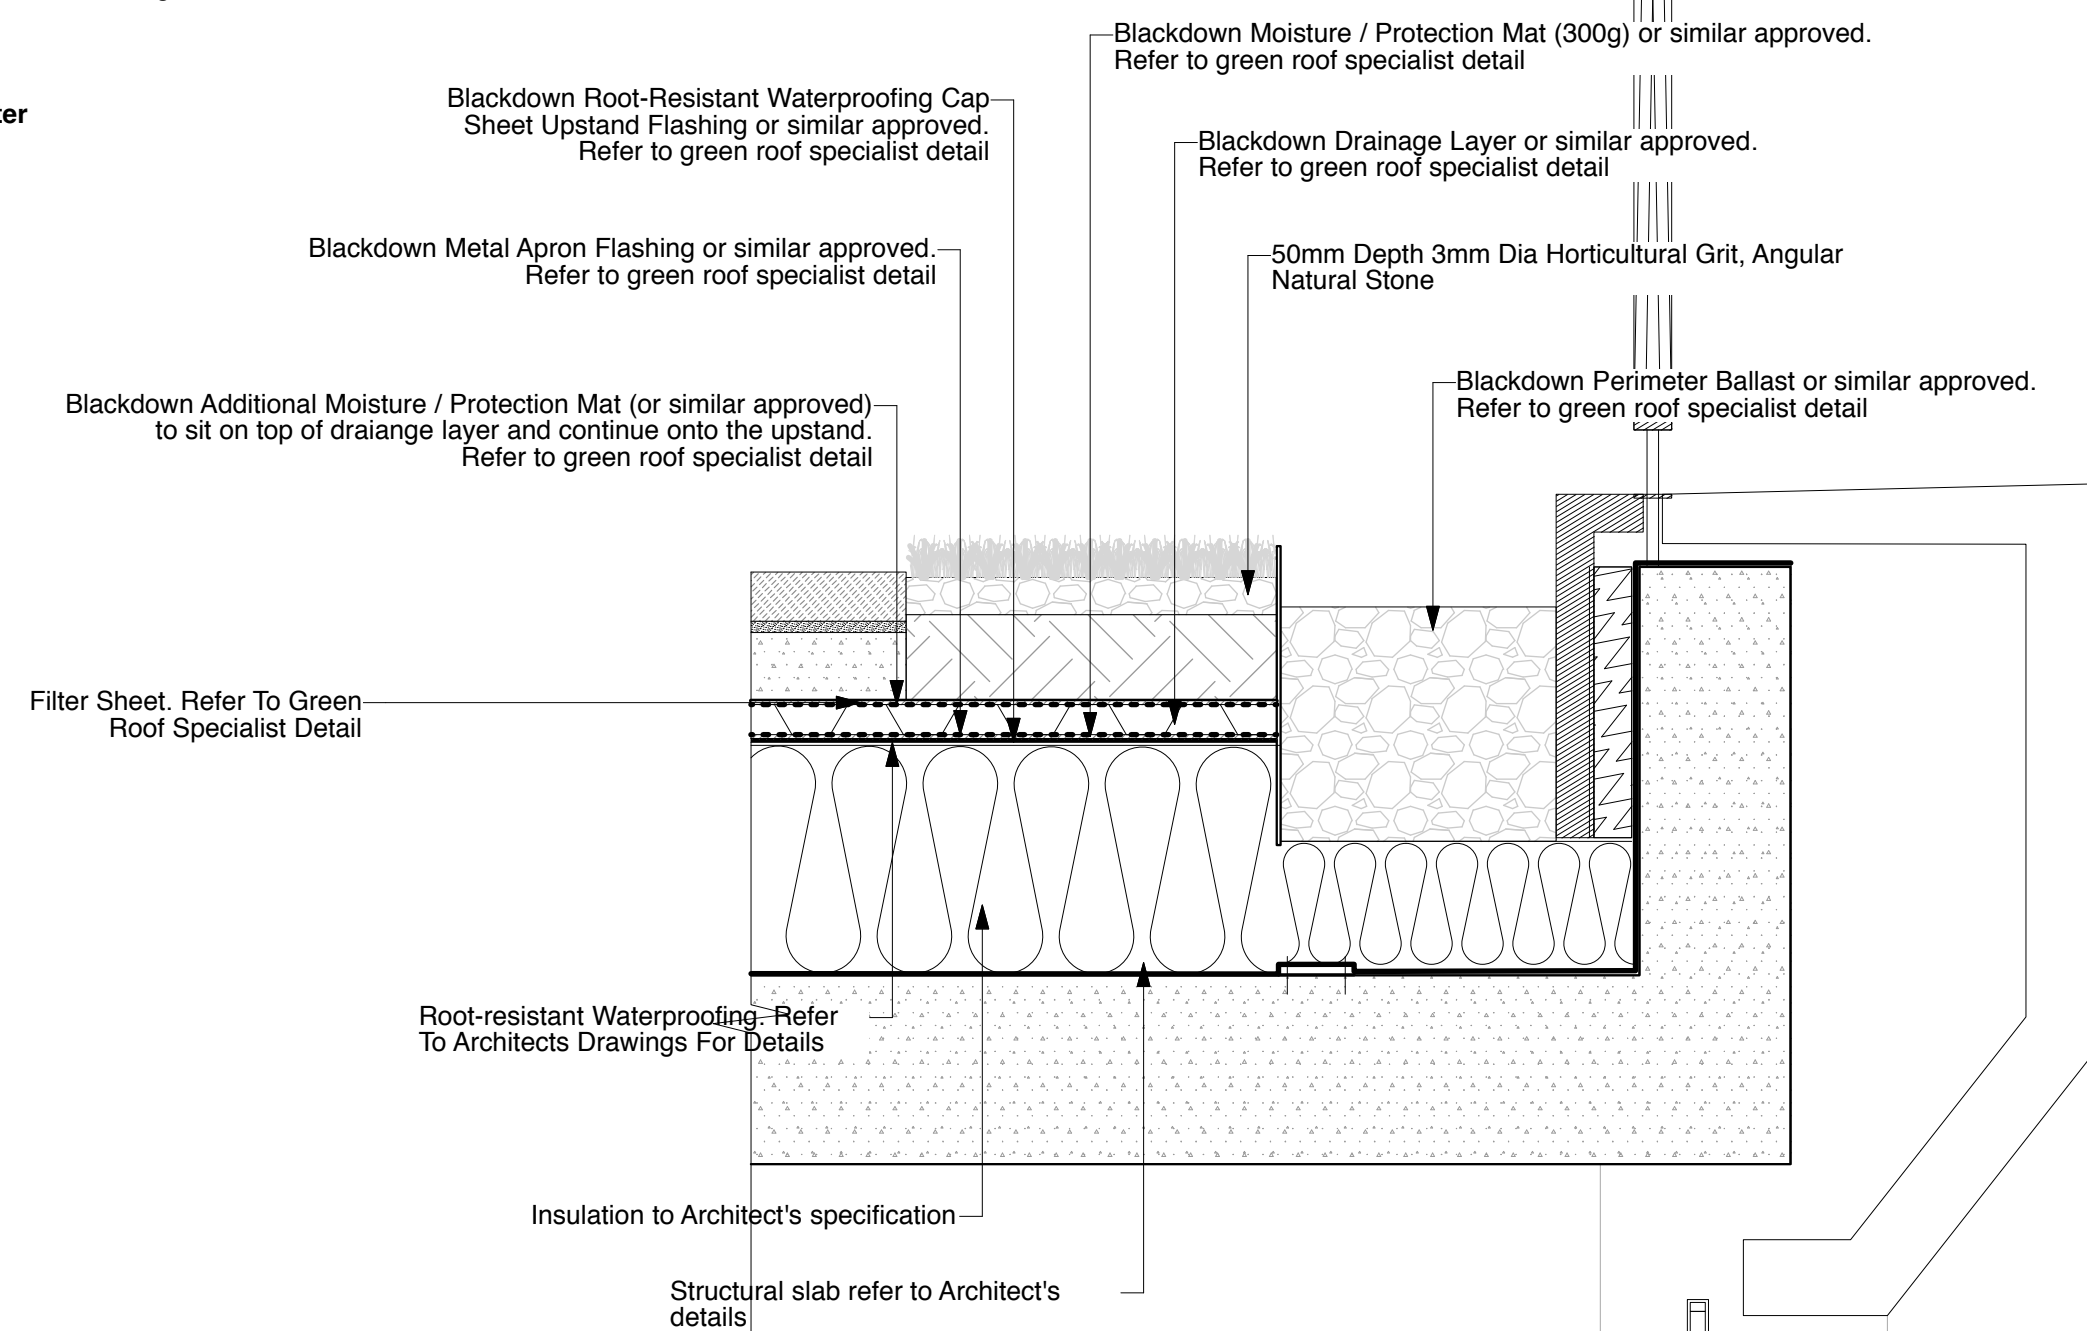 Blackdown Moisture / Protection Mat (300g) or similar approved.
Refer to green roof specialist detail
Blackdown Root-Resistant Waterproofing Cap
Sheet Upstand Flashing or similar approved.
Refer to green roof specialist detail
ter
Blackdown Drainage Layer or similar approved.
Refer to green roof specialist detail
Blackdown Metal Apron Flashing or similar approved.
Refer to green roof specialist detail
50mm Depth 3mm Dia Horticultural Grit, Angular
Natural Stone
Blackdown Perimeter Ballast or similar approved.
Refer to green roof specialist detail
Blackdown Additional Moisture / Protection Mat (or similar approved)
to sit on top of draiange layer and continue onto the upstand.
Refer to green roof specialist detail
Filter Sheet. Refer To Green
Roof Specialist Detail
Root-resistant Waterproofing. Refer
To Architects Drawings For Details
Insulation to Architect's specification
Structural slab refer to Architect's
details